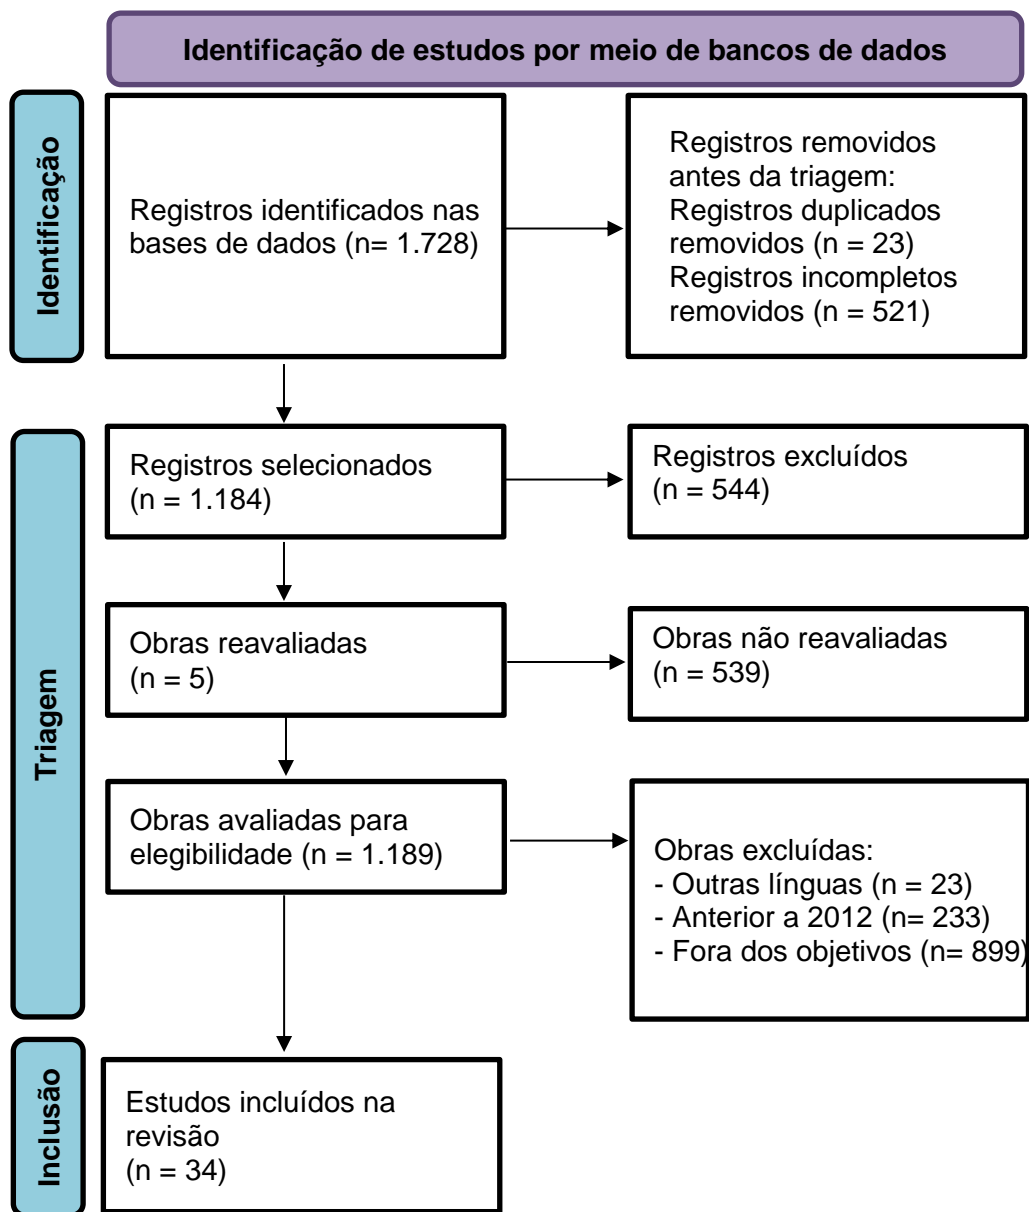 Identificação de estudos por meio de bancos de dados
Identificação
Registros identificados nas
bases de dados (n= 1.728)
Registros removidos
antes da triagem:
Registros duplicados
removidos (n = 23)
Registros incompletos
removidos (n = 521)
Triagem
Registros selecionados
(n = 1.184)
Registros excluídos
(n = 544)
Obras reavaliadas
(n = 5)
Obras não reavaliadas
(n = 539)
Obras avaliadas para
elegibilidade (n = 1.189)
Obras excluídas:
- Outras línguas (n = 23)
- Anterior a 2012 (n= 233)
- Fora dos objetivos (n= 899)
Inclusão
Estudos incluídos na
revisão
(n = 34)